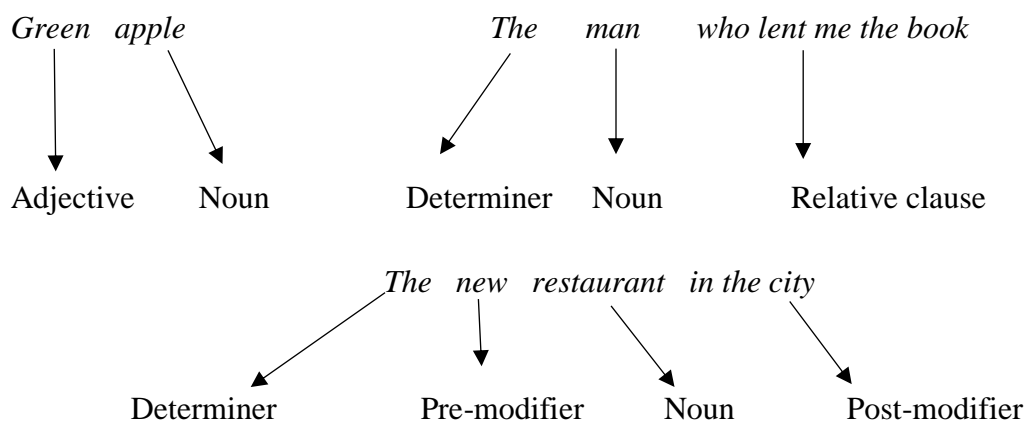 Green apple The man who lent me the book
Adjective Noun Determiner Noun Relative clause
The new restaurant in the city
Determiner Pre-modifier Noun Post-modifier